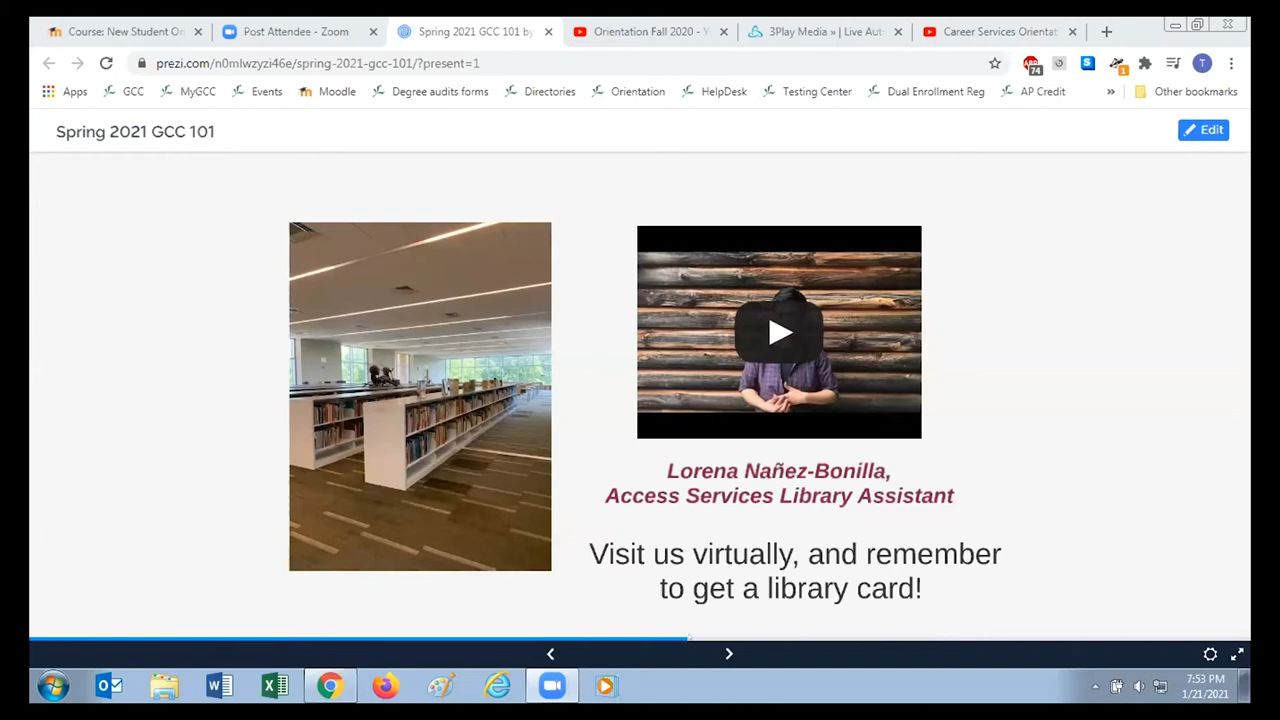 Course: New Student On
Post Attendee - Zoom
Spring 2021 GCC 101 by
Orientation Fall 2020 - Y
3Play Media » | Live Aut
Career Services Orientat
prezi.com/n0mlwzyzi46e/spring-2021-gcc-101/?present=1
74
1
T
Apps
GCC
MyGCC
Events
Moodle
Degree audits forms
Directories
Orientation
HelpDesk
Testing Center
Dual Enrollment Reg
AP Credit
»
Other bookmarks
Spring 2021 GCC 101
Edit
Lorena Nañez-Bonilla,
Access Services Library Assistant
Visit us virtually, and remember
to get a library card!
7:53 PM
1/21/2021